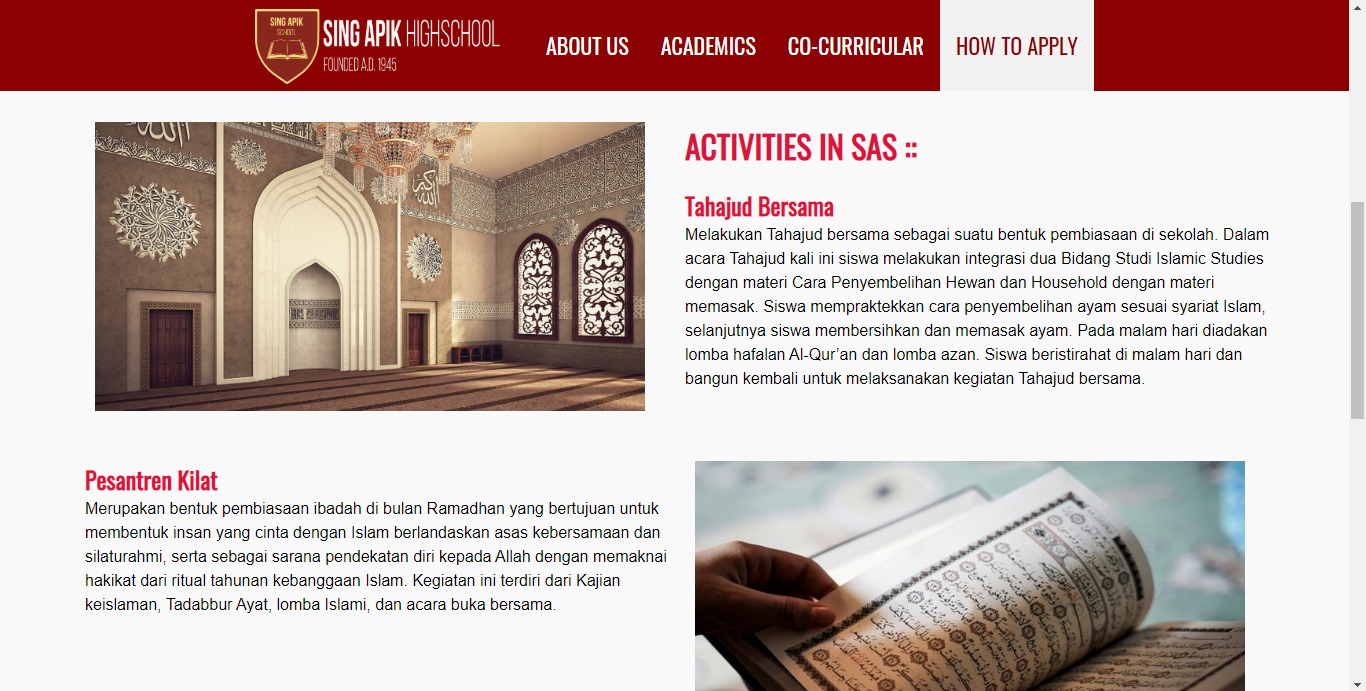 SING APIK
SCHOOL
SING APIK HIGHSCHOOL
FOUNDED A.D. 1945
ABOUT US
ACADEMICS
CO-CURRICULAR
HOW TO APPLY
ACTIVITIES IN SAS ::
Tahajud Bersama
Melakukan Tahajud bersama sebagai suatu bentuk pembiasaan di sekolah. Dalam
acara Tahajud kali ini siswa melakukan integrasi dua Bidang Studi Islamic Studies
dengan materi Cara Penyembelihan Hewan dan Household dengan materi
memasak. Siswa mempraktekkan cara penyembelihan ayam sesuai syariat Islam,
selanjutnya siswa membersihkan dan memasak ayam. Pada malam hari diadakan
lomba hafalan Al-Qur’an dan lomba azan. Siswa beristirahat di malam hari dan
bangun kembali untuk melaksanakan kegiatan Tahajud bersama.
Pesantren Kilat
Merupakan bentuk pembiasaan ibadah di bulan Ramadhan yang bertujuan untuk
membentuk insan yang cinta dengan Islam berlandaskan asas kebersamaan dan
silaturahmi, serta sebagai sarana pendekatan diri kepada Allah dengan memaknai
hakikat dari ritual tahunan kebanggaan Islam. Kegiatan ini terdiri dari Kajian
keislaman, Tadabbur Ayat, lomba Islami, dan acara buka bersama.